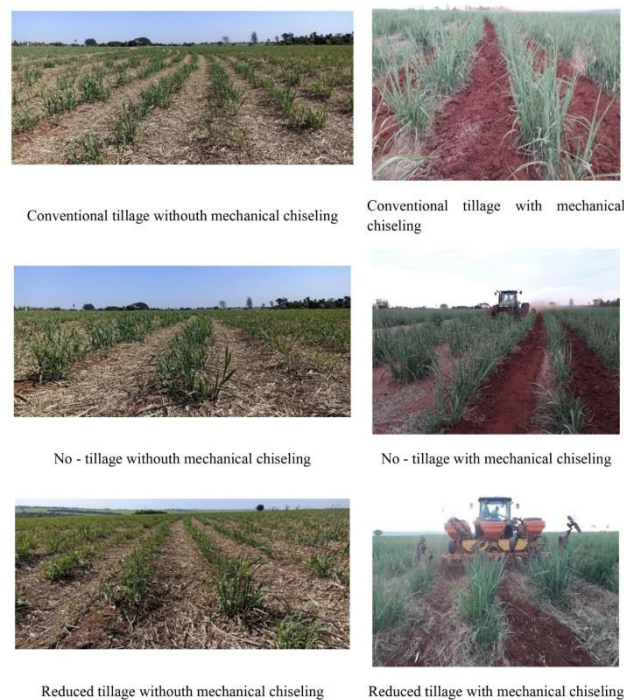 Conventional tillage withouth mechanical chiseling
Conventional tillage with mechanical
chiseling
No - tillage withouth mechanical chiseling
No - tillage with mechanical chiseling
Reduced tillage withouth mechanical chiseling
Reduced tillage with mechanical chiseling